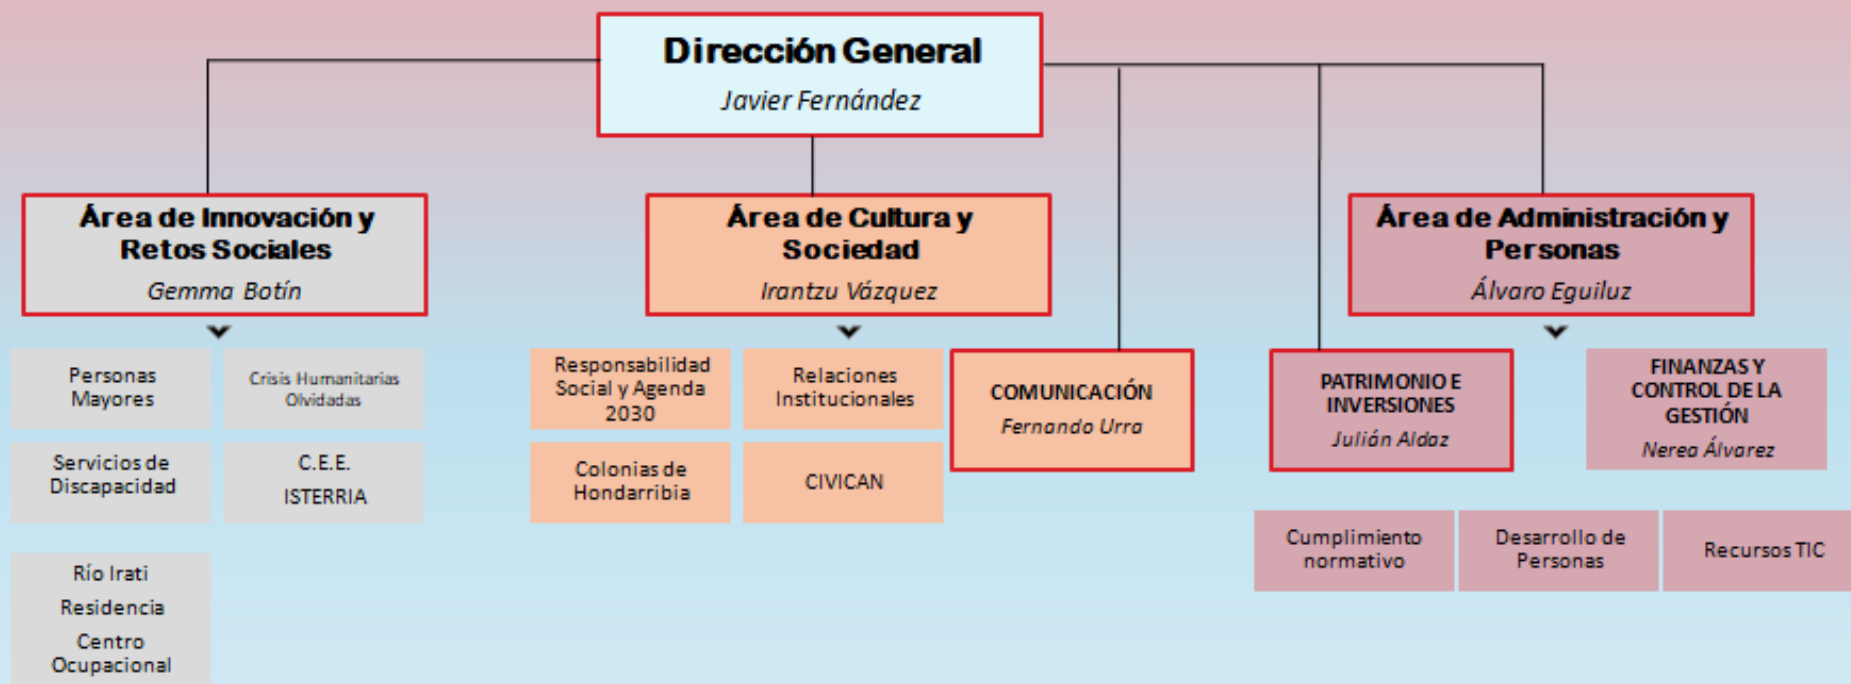 Dirección General
Javier Fernández
Área de Innovación y
Retos Sociales
Gemma Botín
Área de Cultura y
Sociedad
Irantzu Vázquez
Área de Administración y
Personas
Álvaro Eguiluz
Personas
Mayores
Crisis Humanitarias
Olvidadas
Servicios de
Discapacidad
C.E.E.
ISTERRIA
Río Irati
Residencia
Centro
Ocupacional
Responsabilidad
Social y Agenda
2030
Relaciones
Institucionales
Colonias de
Hondarribia
CIVICAN
COMUNICACIÓN
Fernando Urra
PATRIMONIO E
INVERSIONES
Julián Aldaz
FINANZAS Y
CONTROL DE LA
GESTIÓN
Nerea Álvarez
Cumplimiento
normativo
Desarrollo de
Personas
Recursos TIC